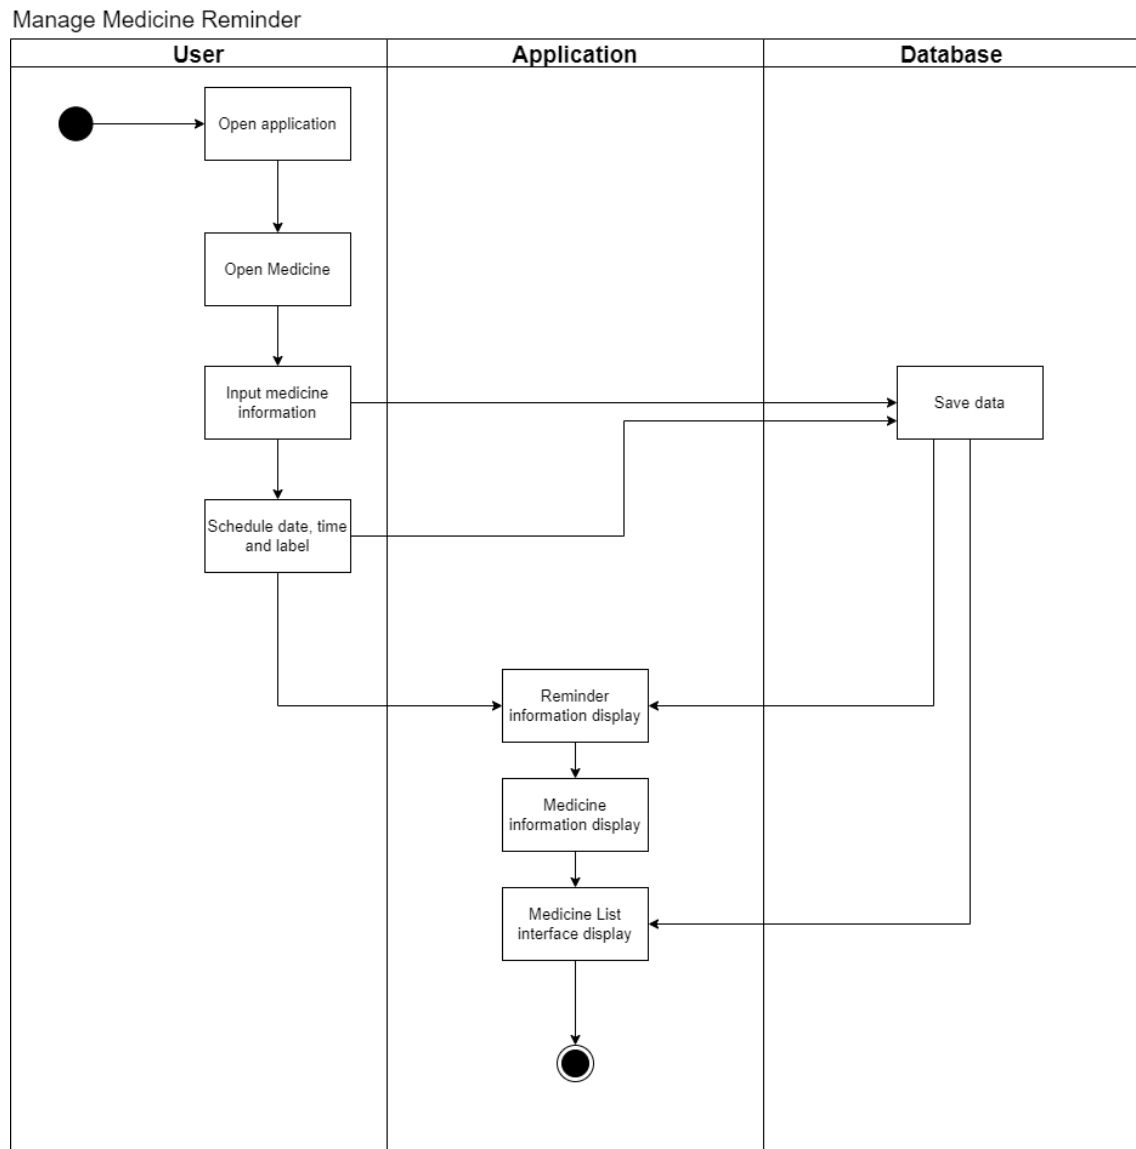 Manage Medicine Reminder
User
Application
Database
Open application
Open Medicine
Input medicine
information
Save data
Schedule date, time
and label
Reminder
information display
Medicine
information display
Medicine List
interface display